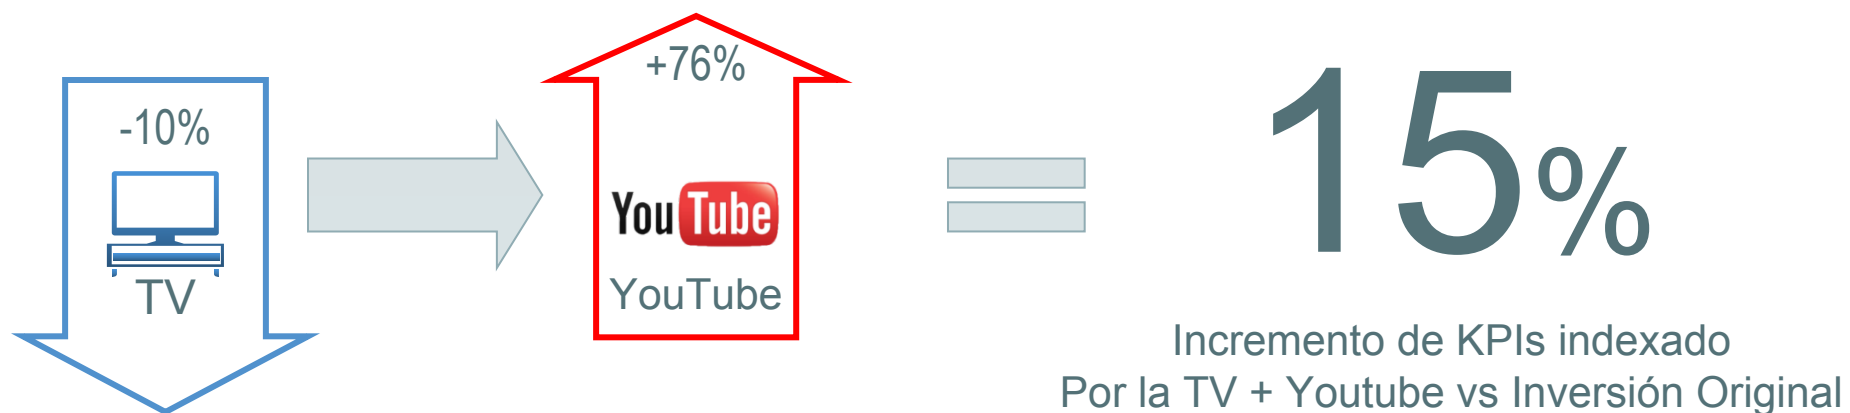 -10%
TV
+76%
YouTube
YouTube
15%
Incremento de KPIs indexado
Por la TV + Youtube vs Inversión Original